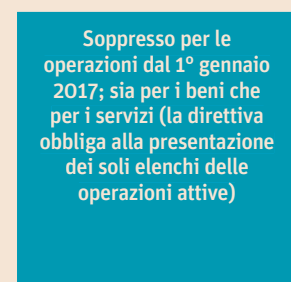 Soppresso per le
operazioni dal 1° gennaio
2017; sia per i beni che
per i servizi (la direttiva
obbliga alla presentazione
dei soli elenchi delle
operazioni attive)